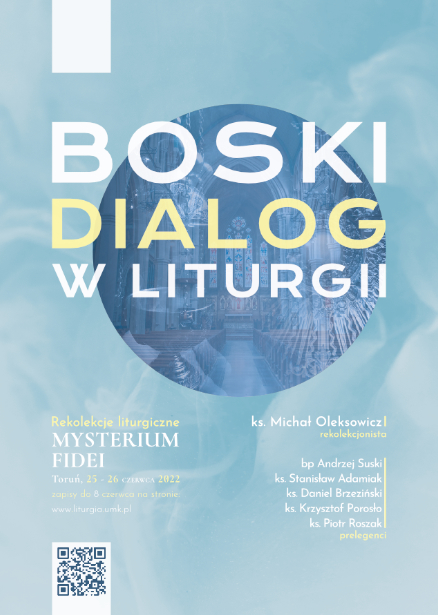 BOSKI
DIALOG
W LITURGII
Rekolekcje liturgiczne
MYSTERIUM
FIDEI
Toruń, 25 - 26 czerwca 2022
zapisy do 8 czerwca na stronie:
www.liturgia.umk.pl
ks. Michał Oleksowicz
rekolekcjonista
bp Andrzej Suski
ks. Stanisław Adamiak
ks. Daniel Brzeziński
ks. Krzysztof Porosło
ks. Piotr Roszak
prelegenci